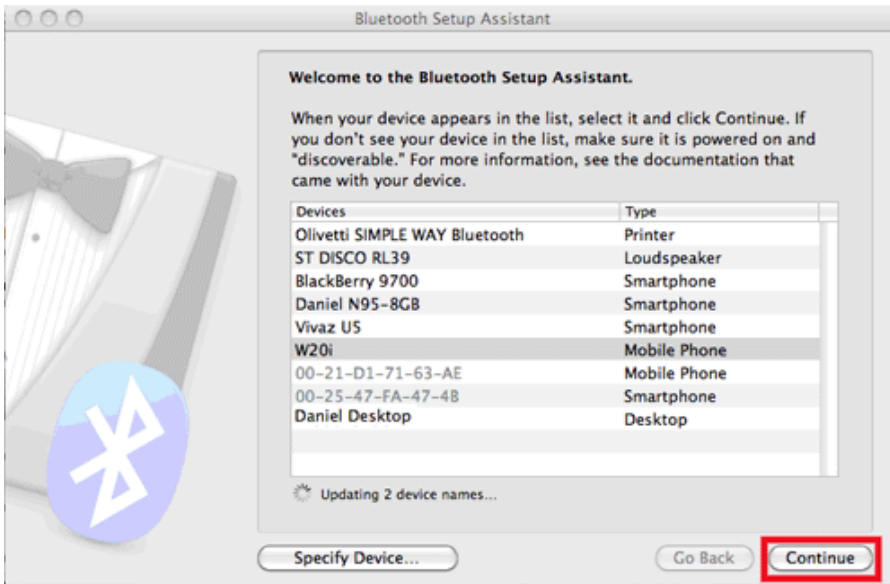 Bluetooth Setup Assistant
Welcome to the Bluetooth Setup Assistant.
When your device appears in the list, select it and click Continue. If
you don't see your device in the list, make sure it is powered on and
"discoverable." For more information, see the documentation that
came with your device.
Devices Type
Olivetti SIMPLE WAY Bluetooth Printer
ST DISCO RL39 Loudspeaker
BlackBerry 9700 Smartphone
Daniel N95-8GB Smartphone
Vivaz U5 Smartphone
W20i Mobile Phone
00-21-D1-71-63-AE Mobile Phone
00-25-47-FA-47-4B Smartphone
Daniel Desktop Desktop
Updating 2 device names...
Specify Device... Go Back Continue